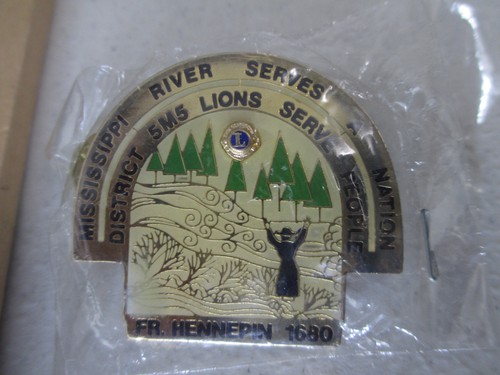 MISSISSIPPI RIVER SERVES A NATION
DISTRICT 5M5 LIONS SERVE PEOPLE
L
FR. HENNEPIN 1680